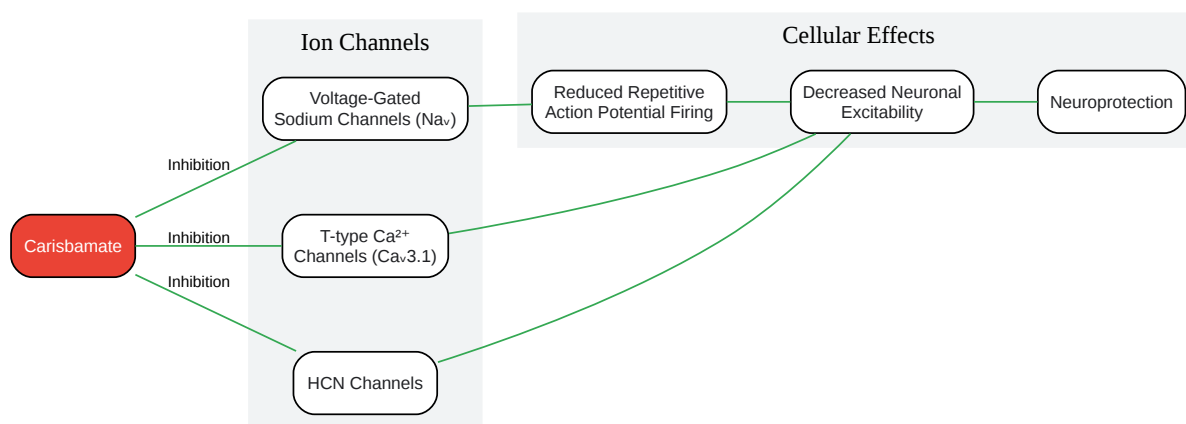 Ion Channels
Cellular Effects
Voltage-Gated
Sodium Channels (Naᵥ)
Reduced Repetitive
Action Potential Firing
Decreased Neuronal
Excitability
Neuroprotection
Inhibition
Carisbamate
Inhibition
T-type Ca²⁺
Channels (Caᵥ3.1)
Inhibition
HCN Channels